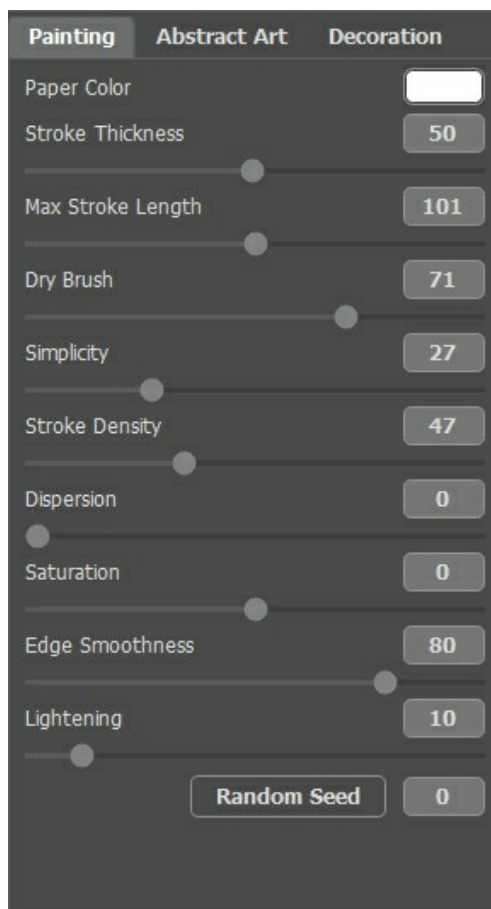 Painting Abstract Art Decoration
Paper Color
Stroke Thickness 50
Max Stroke Length 101
Dry Brush 71
Simplicity 27
Stroke Density 47
Dispersion 0
Saturation 0
Edge Smoothness 80
Lightening 10
Random Seed 0